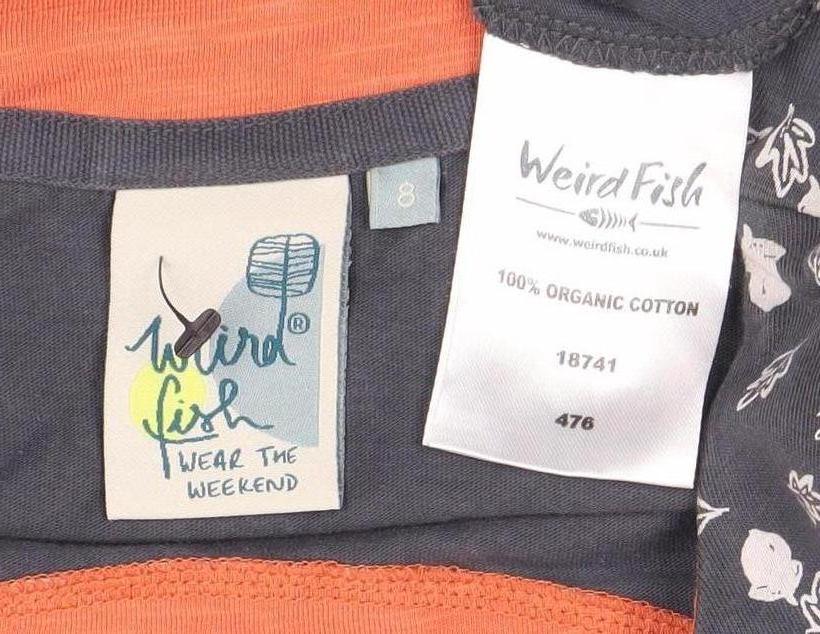 Weird®
fish
WEAR THE
WEEKEND
8
Weird Fish
www.weirdfish.co.uk
100% ORGANIC COTTON
18741
476